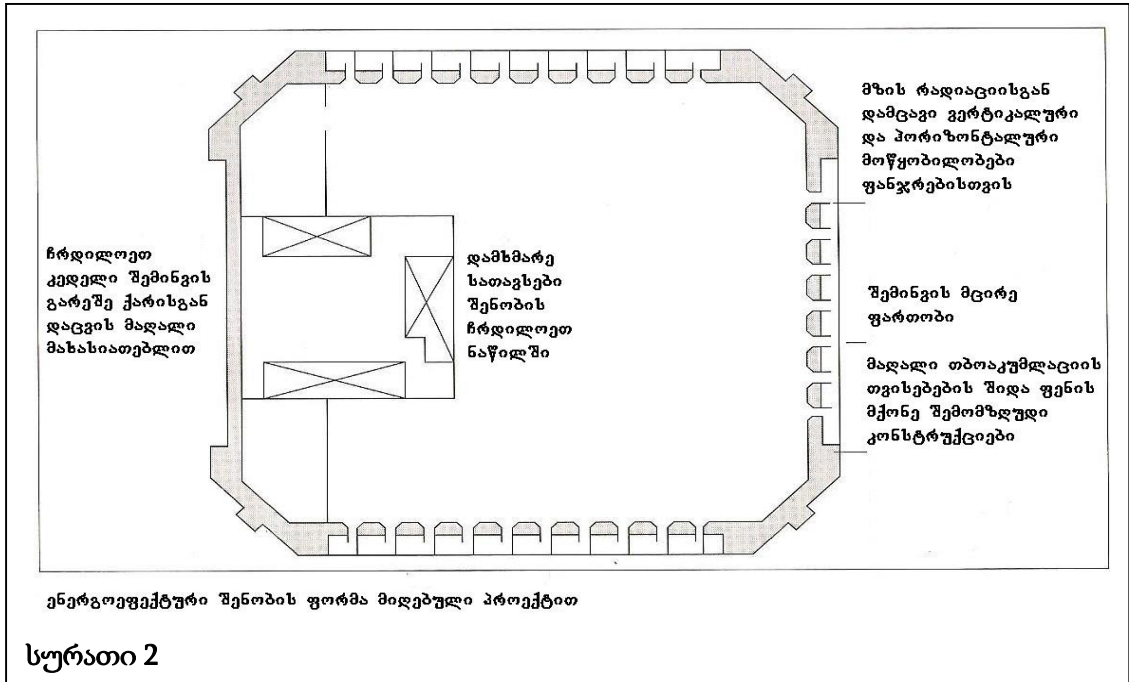 ჩრდილოეთ
კედელი შემინვის
გარეშე ქარისგან
დაცვის მაღალი
მახასიათებლით
დამხმარე
სათავსები
შენობის
ჩრდილოეთ
ნაწილში
მზის რადიაციისგან
დამცავი ვერტიკალური
და ჰორიზონტალური
მოწყობილობები
ფანჯრებისთვის
შემინვის მცირე
ფართობი
მაღალი თბოაკუმლაციის
თვისებების შიდა ფენის
მქონე შემომზღუდი
კონსტრუქციები
ენერგოეფექტური შენობის ფორმა მიღებული პროექტით
სურათი 2